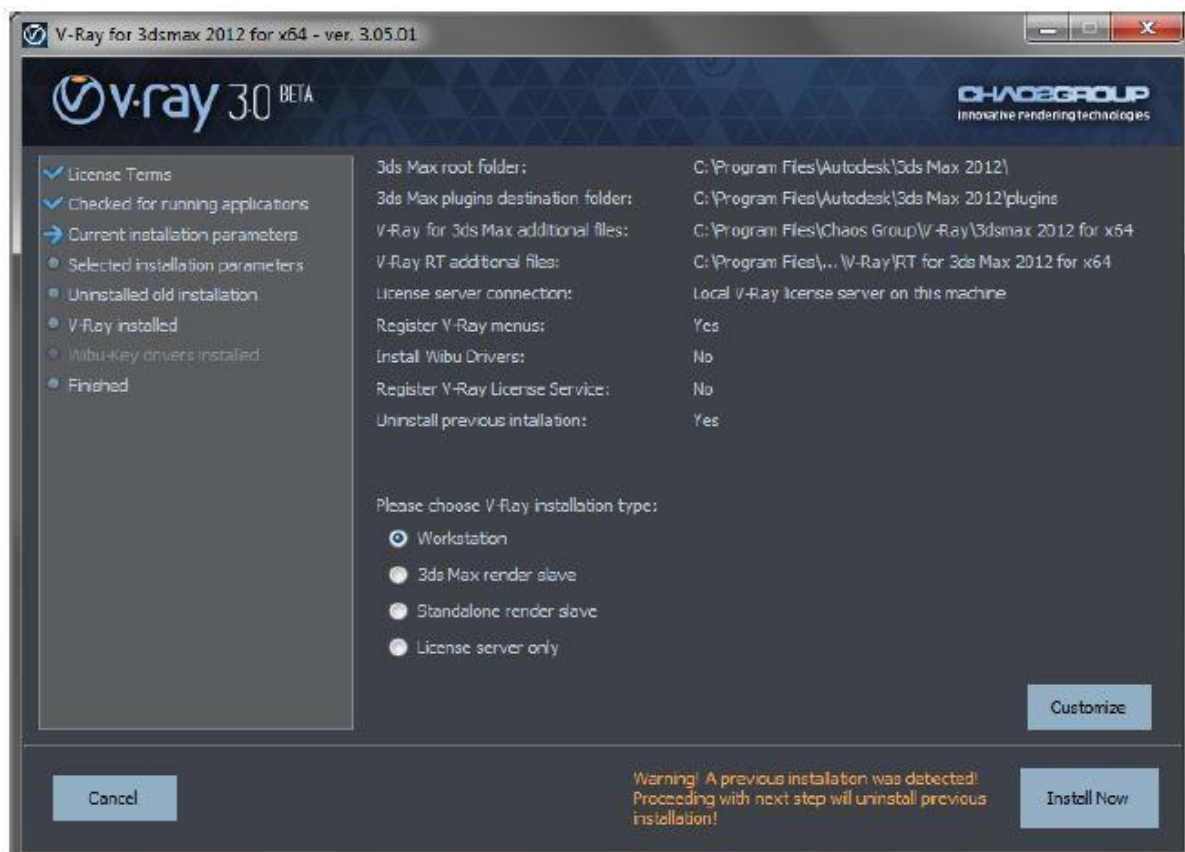 V-Ray for 3dsmax 2012 for x64 - ver. 3.05.01
v·ray 3.0 BETA
CHAOSGROUP
innovative rendering technologies
License Terms
Checked for running applications
Current installation parameters
Selected installation parameters
Uninstalled old installation
V-Ray installed
Wibu-Key drivers installed
Finished
3ds Max root folder: C:\Program Files\Autodesk\3ds Max 2012\
3ds Max plugins destination folder: C:\Program Files\Autodesk\3ds Max 2012\plugins
V-Ray for 3ds Max additional files: C:\Program Files\Chaos Group\V-Ray\3dsmax 2012 for x64
V-Ray RT additional files: C:\Program Files\...\V-Ray\RT for 3ds Max 2012 for x64
License server connection: Local V-Ray license server on this machine
Register V-Ray menus: Yes
Install Wibu Drivers: No
Register V-Ray License Service: No
Uninstall previous intallation: Yes
Please choose V-Ray installation type:
Workstation
3ds Max render slave
Standalone render slave
License server only
Customize
Cancel
Warning! A previous installation was detected!
Proceeding with next step will uninstall previous
installation!
Install Now